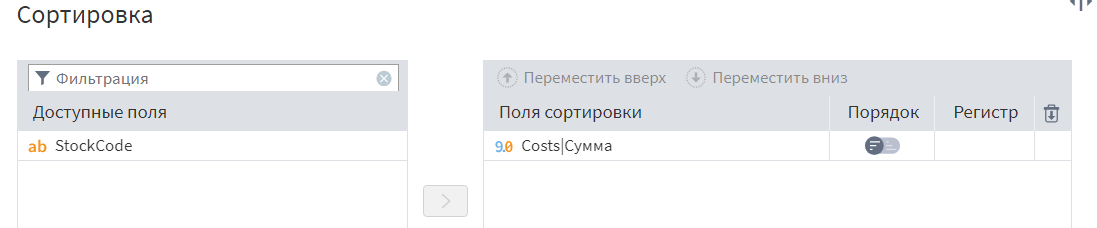 Сортировка
Фильтрация
Доступные поля
ab StockCode
Переместить вверх Переместить вниз
Поля сортировки Порядок Регистр
9.0 Costs|Сумма